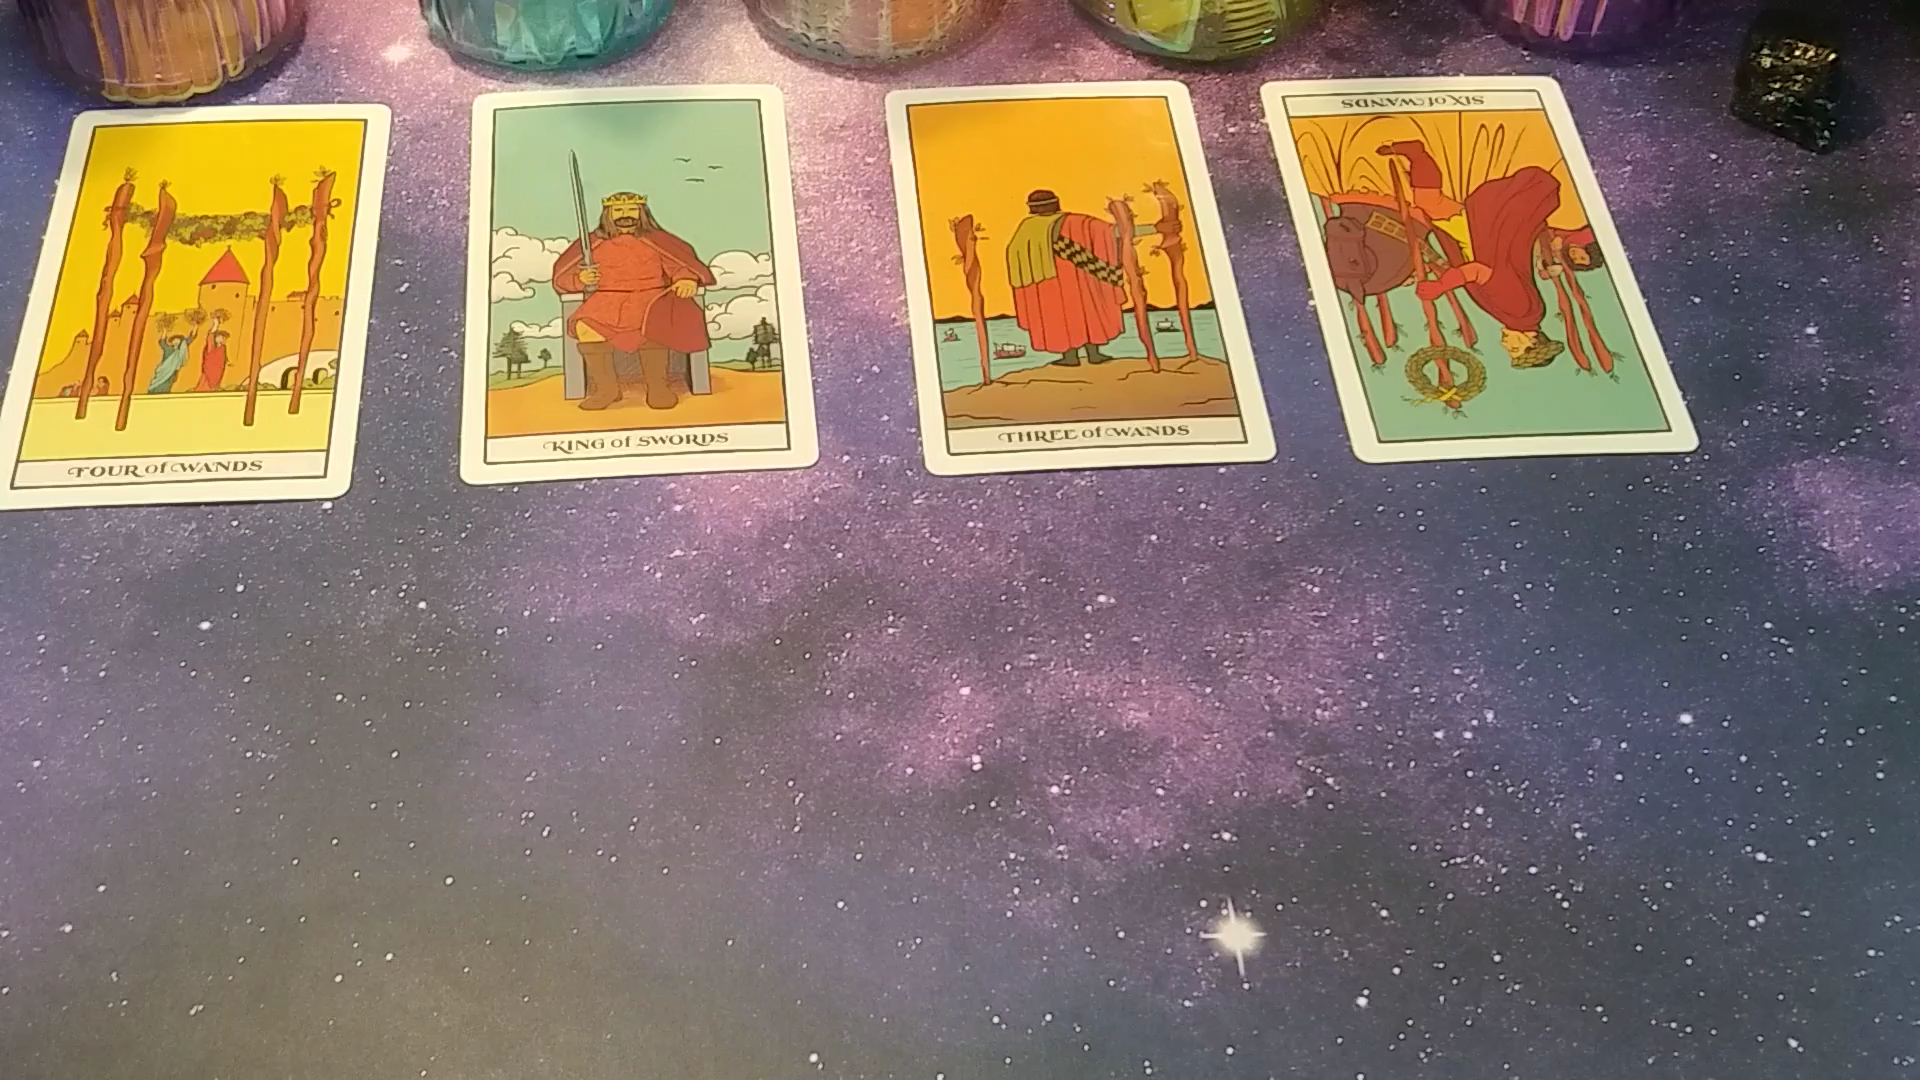 FOUR of WANDS
KING of SWORDS
THREE of WANDS
SIX of WANDS